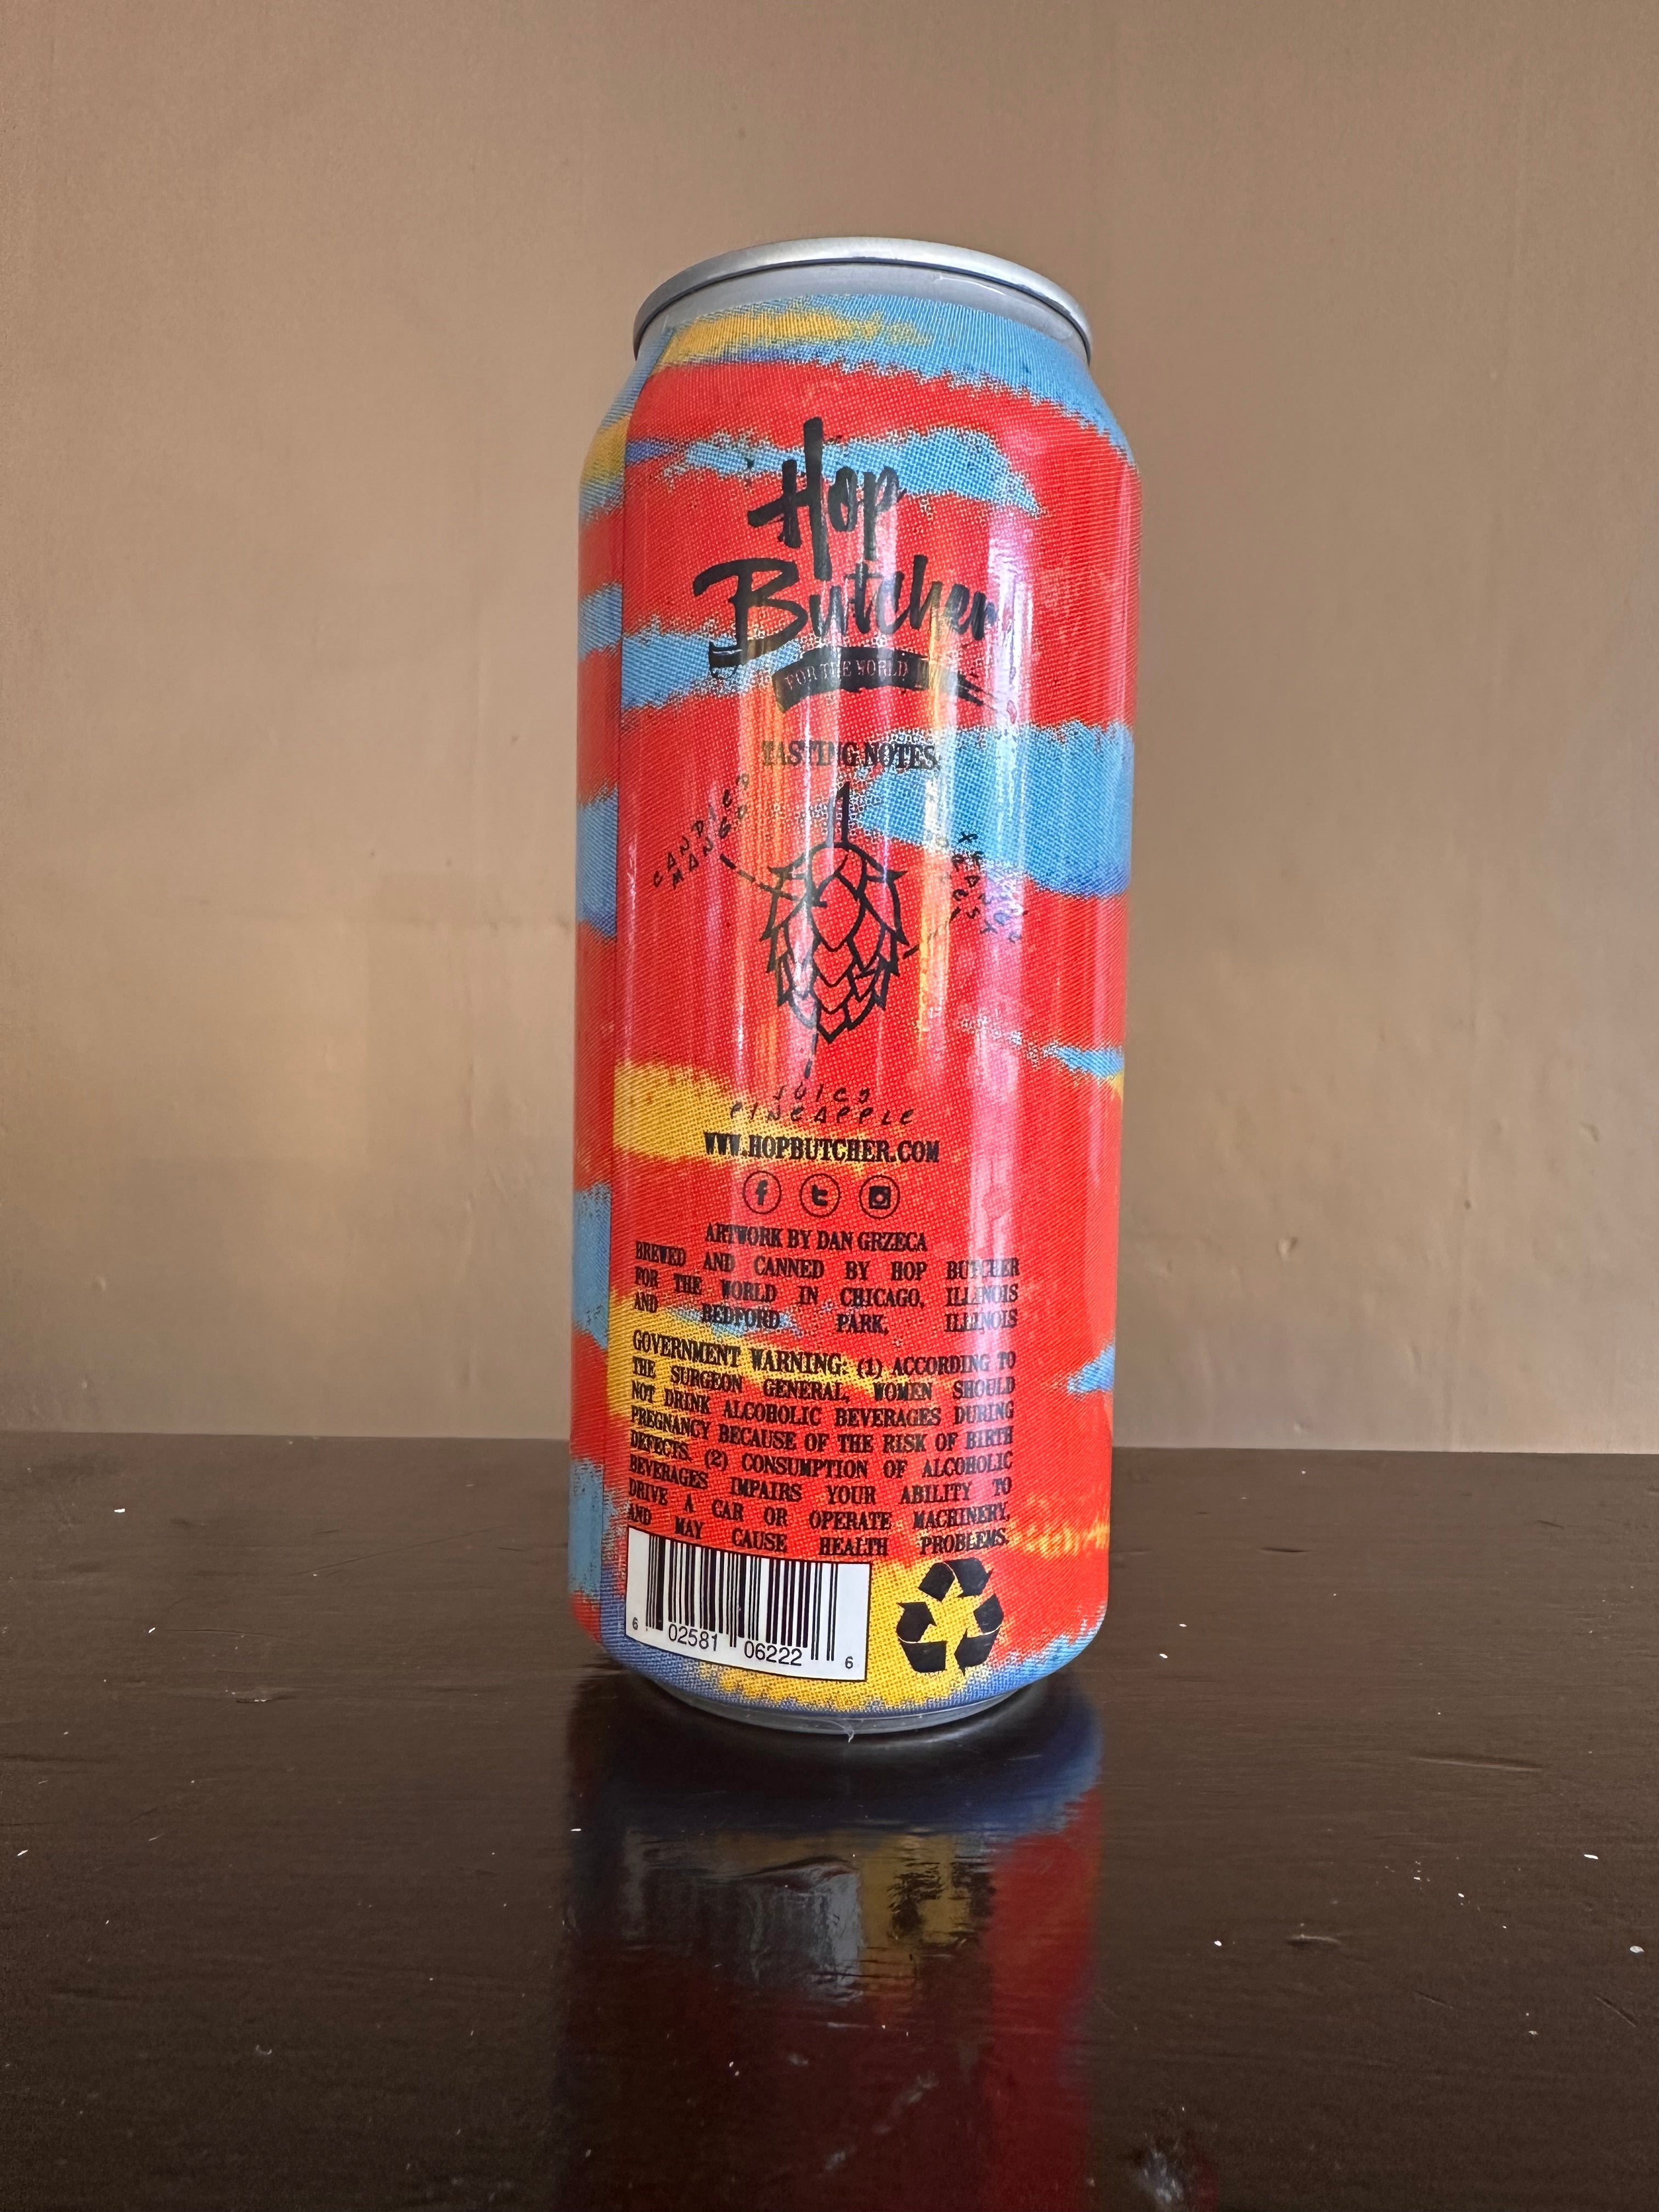 Hop
Butcher
FOR THE WORLD
TASTING NOTES:
CANDIED
MANGO
JUICY
PINEAPPLE
WWW.HOPBUTCHER.COM
f t
ARTWORK BY DAN GRZECA
BREWED AND CANNED BY HOP BUTCHER
FOR THE WORLD IN CHICAGO, ILLINOIS
AND BEDFORD PARK, ILLINOIS
GOVERNMENT WARNING: (1) ACCORDING TO
THE SURGEON GENERAL, WOMEN SHOULD
NOT DRINK ALCOHOLIC BEVERAGES DURING
PREGNANCY BECAUSE OF THE RISK OF BIRTH
DEFECTS. (2) CONSUMPTION OF ALCOHOLIC
BEVERAGES IMPAIRS YOUR ABILITY TO
DRIVE A CAR OR OPERATE MACHINERY,
AND MAY CAUSE HEALTH PROBLEMS.
6 02581 06222 6